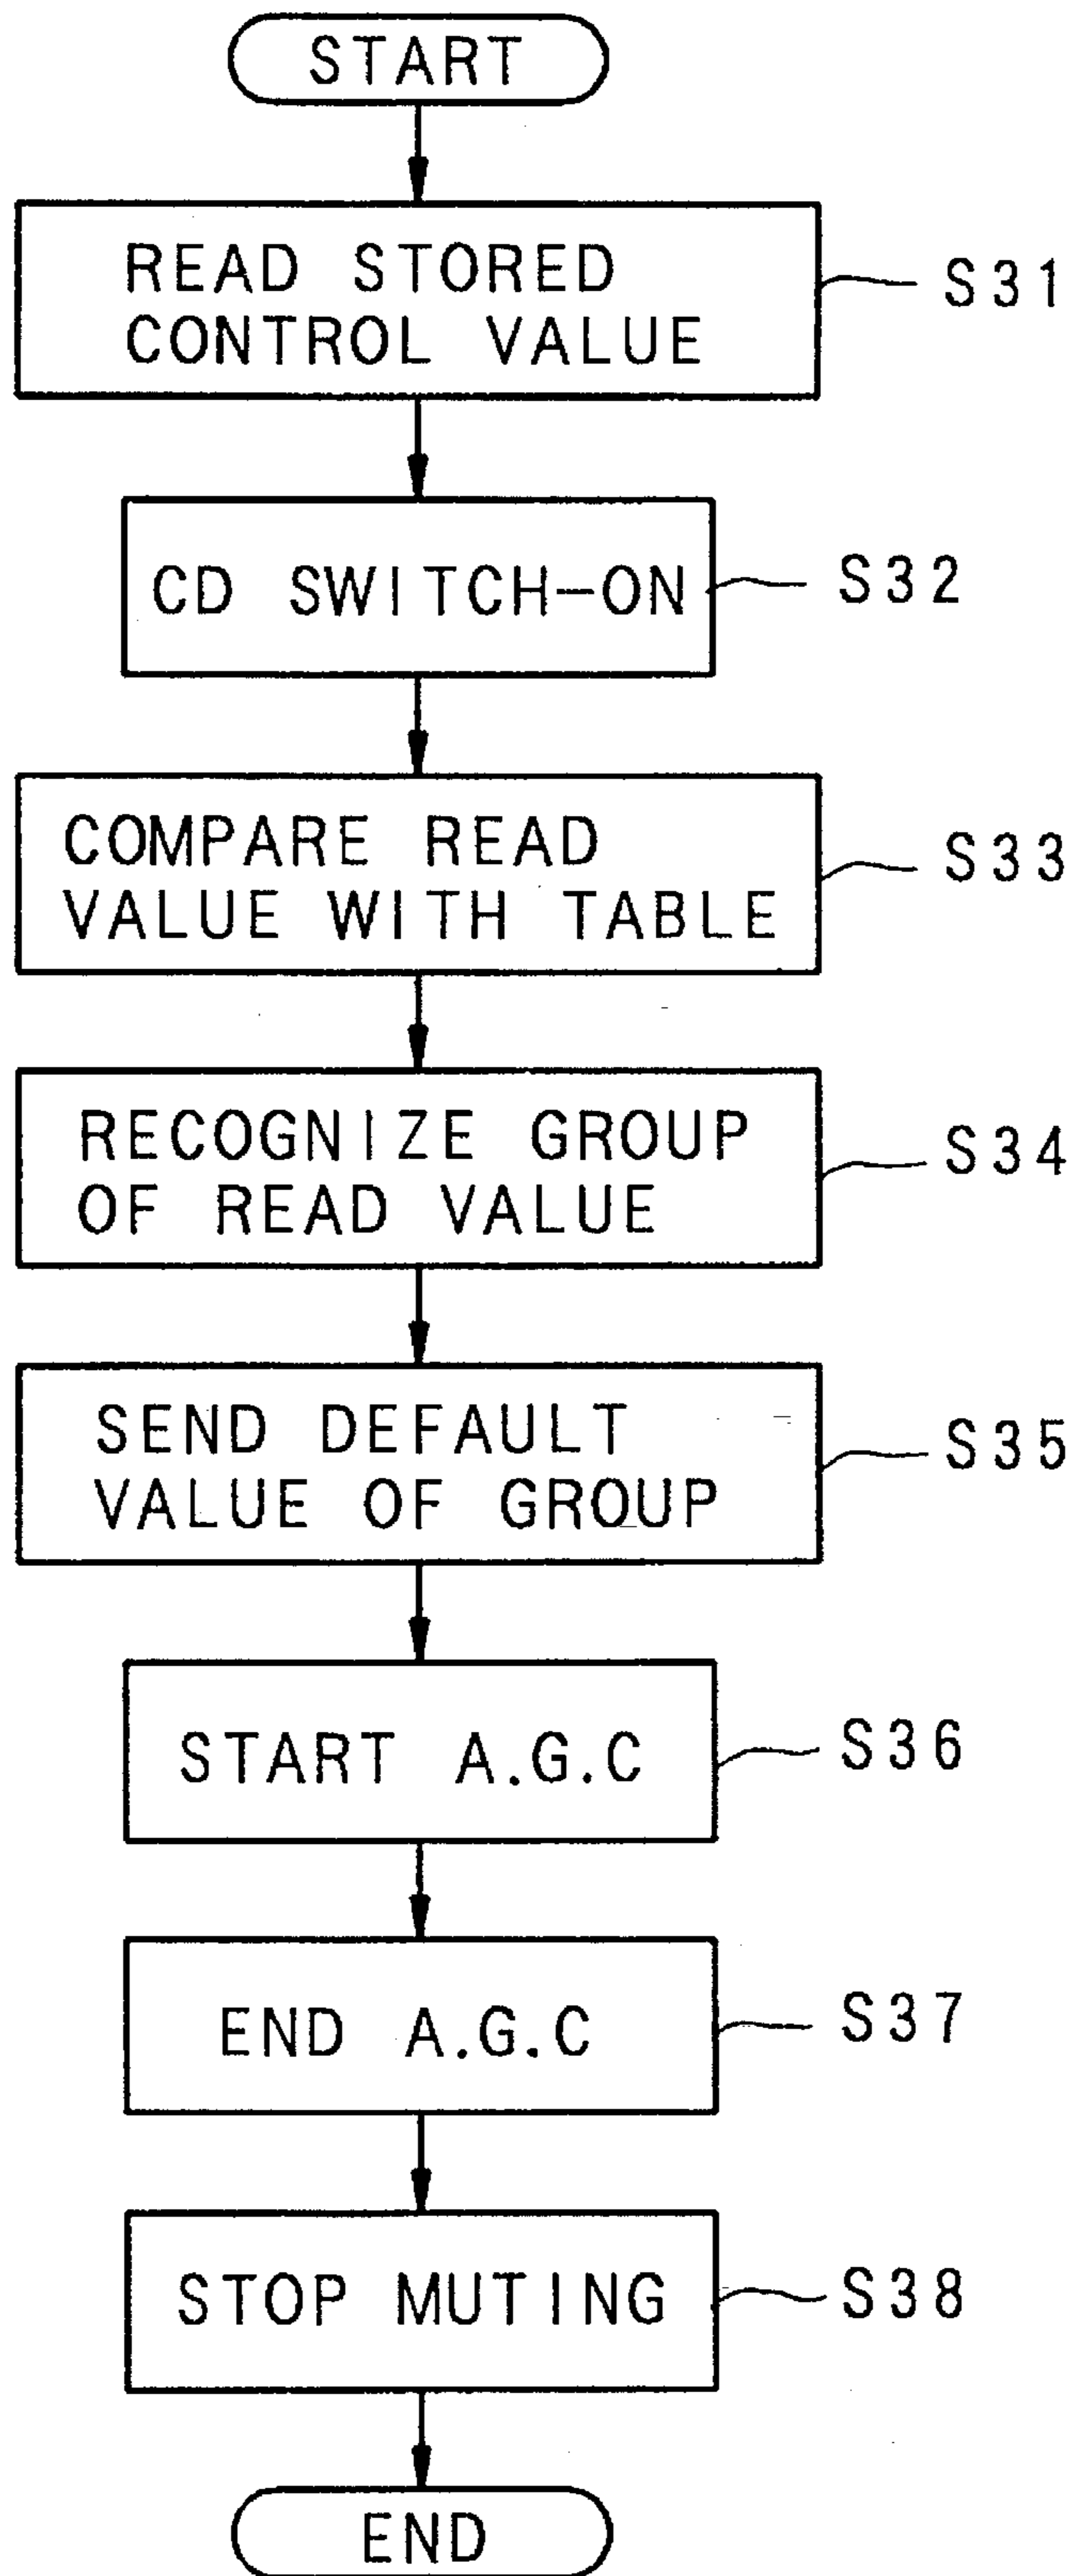 START
READ STORED
CONTROL VALUE
S31
CD SWITCH-ON
S32
COMPARE READ
VALUE WITH TABLE
S33
RECOGNIZE GROUP
OF READ VALUE
S34
SEND DEFAULT
VALUE OF GROUP
S35
START A.G.C
S36
END A.G.C
S37
STOP MUTING
S38
END